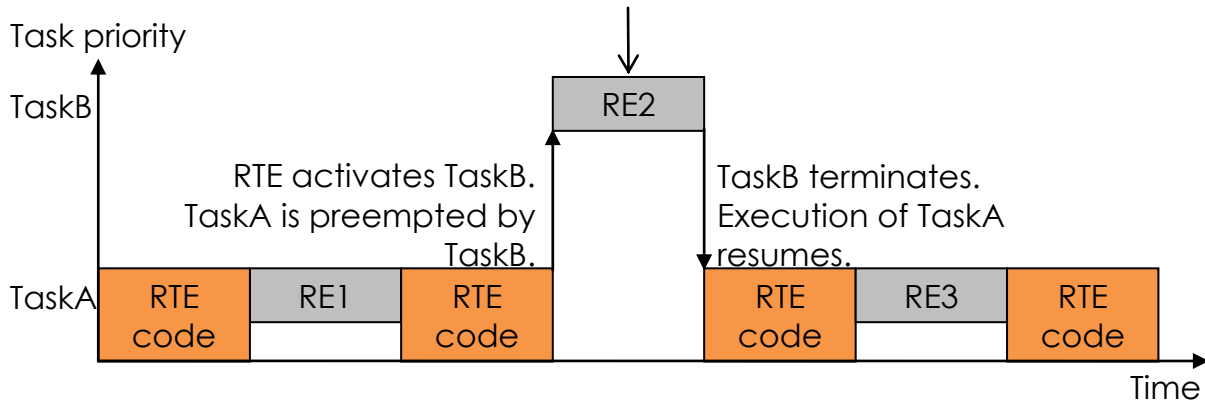 Task priority
TaskB
RE2
RTE activates TaskB.
TaskA is preempted by
TaskB.
TaskB terminates.
Execution of TaskA
resumes.
TaskA
RTE
code
RE1
RTE
code
RTE
code
RE3
RTE
code
Time